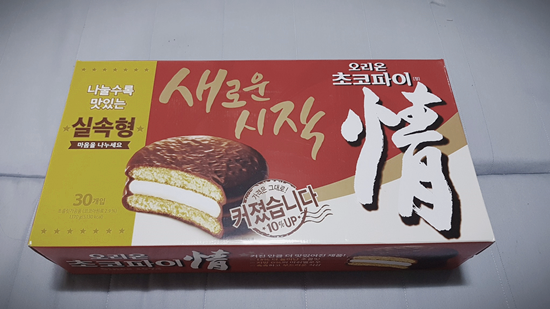 나눌수록
맛있는
실속형
마음을 나누세요
30개입
새로운
시작
가격은 그대로!
커졌습니다
10%UP
오리온
초코파이
情
오리온
초코파이 情